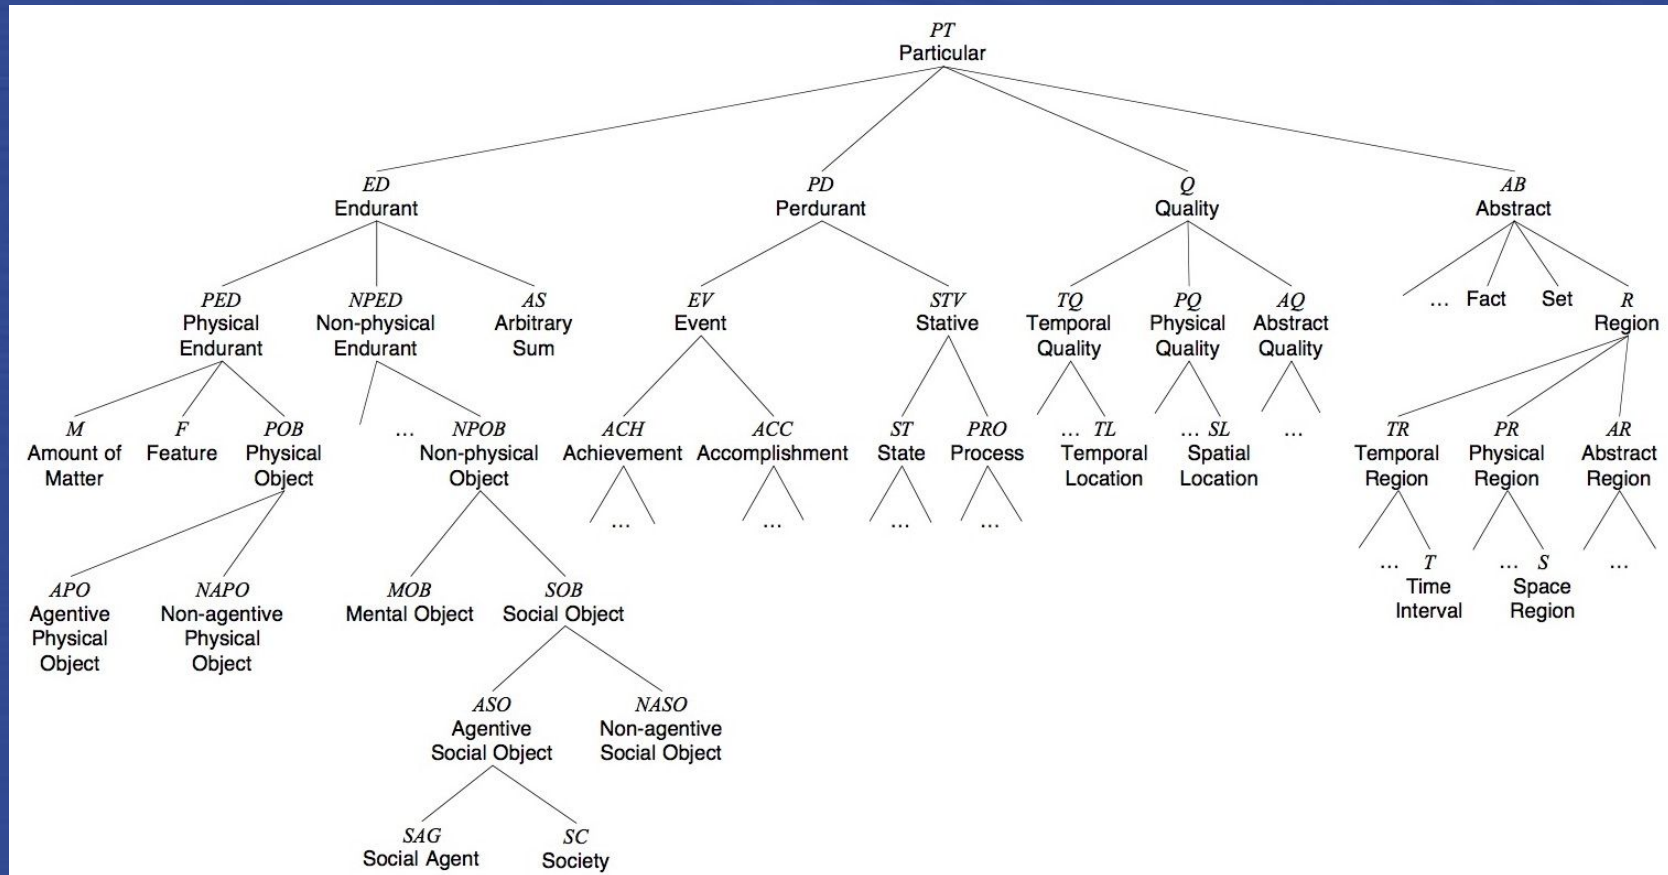 PT
Particular
ED
Endurant
PD
Perdurant
Q
Quality
AB
Abstract
PED
Physical
Endurant
NPED
Non-physical
Endurant
AS
Arbitrary
Sum
EV
Event
STV
Stative
TQ
Temporal
Quality
PQ
Physical
Quality
AQ
Abstract
Quality
... Fact
Set
R
Region
M
Amount of
Matter
F
Feature
POB
Physical
Object
... NPOB
Non-physical
Object
ACH
Achievement
ACC
Accomplishment
ST
State
PRO
Process
... TL
Temporal
Location
... SL
Spatial
Location
...
TR
Temporal
Region
PR
Physical
Region
AR
Abstract
Region
...
...
...
...
APO
Agentive
Physical
Object
NAPO
Non-agentive
Physical
Object
MOB
Mental Object
SOB
Social Object
... T
Time
Interval
... S
Space
Region
...
ASO
Agentive
Social Object
NASO
Non-agentive
Social Object
SAG
Social Agent
SC
Society